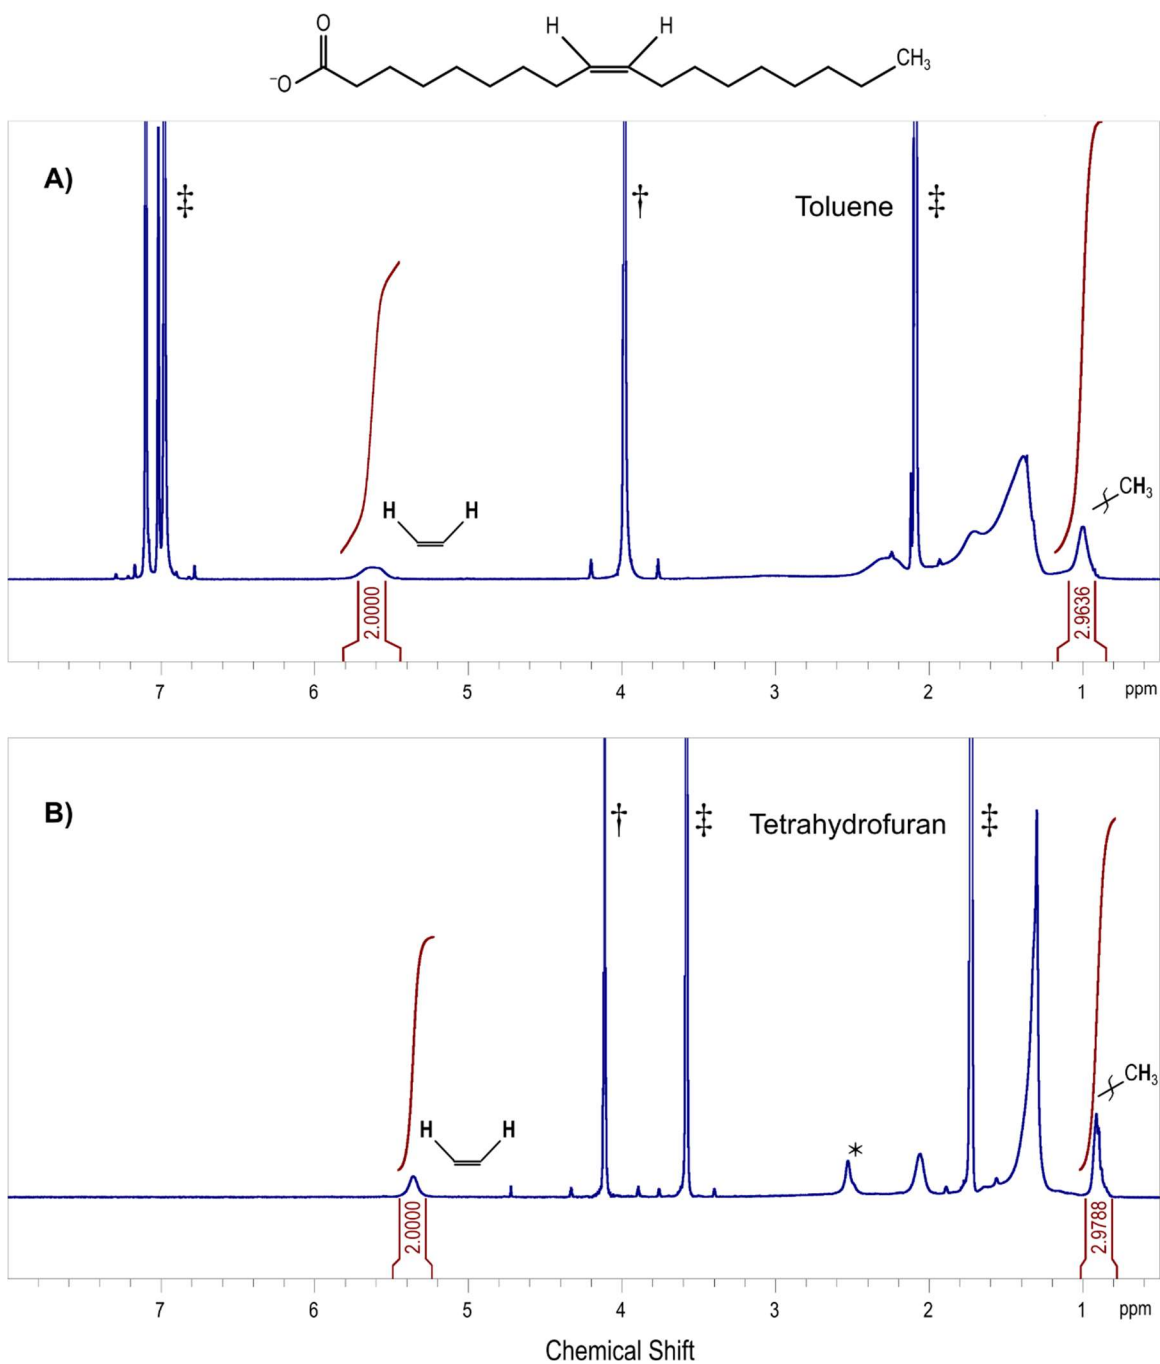 O
H H
⁻O CH₃
A)
‡ † Toluene ‡
H H
CH₃
2.0000 2.9636
7 6 5 4 3 2 1 ppm
B)
† ‡ Tetrahydrofuran ‡
H H
*
CH₃
2.0000 2.9788
7 6 5 4 3 2 1 ppm
Chemical Shift